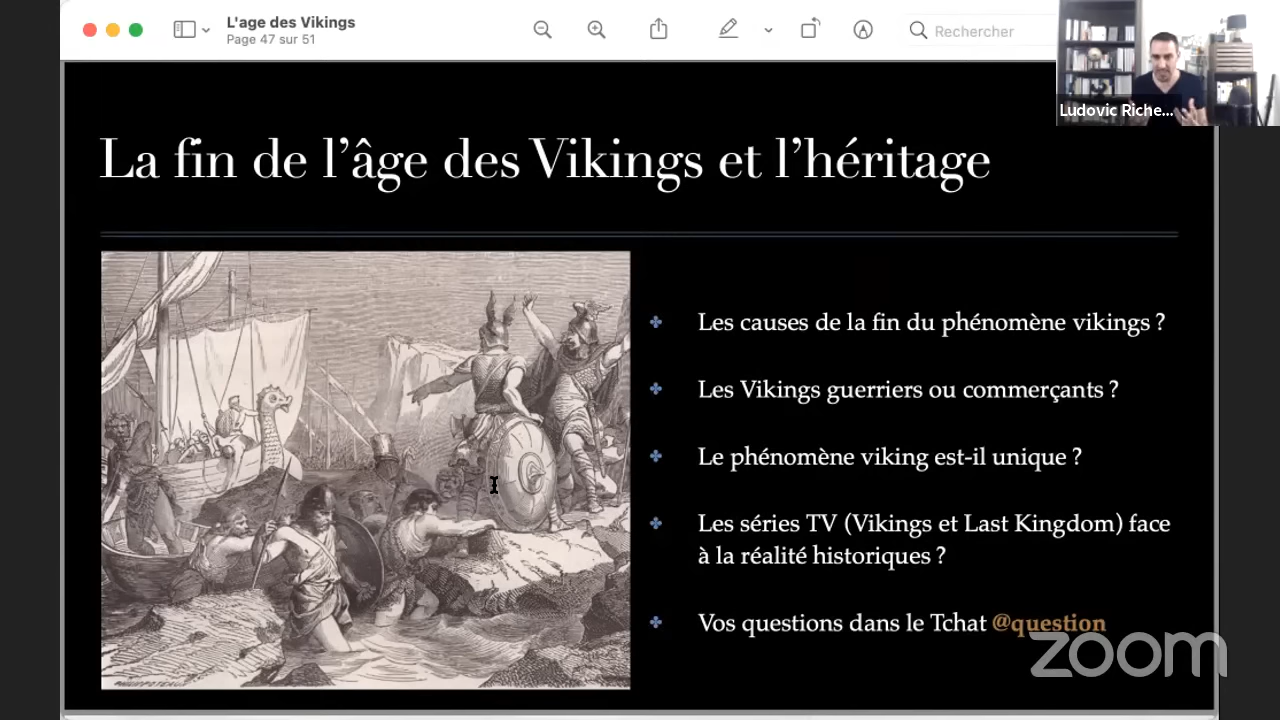 L'age des Vikings
Page 47 sur 51
Rechercher
Ludovic Riche...
La fin de l'âge des Vikings et l'héritage
Les causes de la fin du phénomène vikings ?
Les Vikings guerriers ou commerçants ?
Le phénomène viking est-il unique ?
Les séries TV (Vikings et Last Kingdom) face
à la réalité historiques ?
Vos questions dans le Tchat @question
zoom